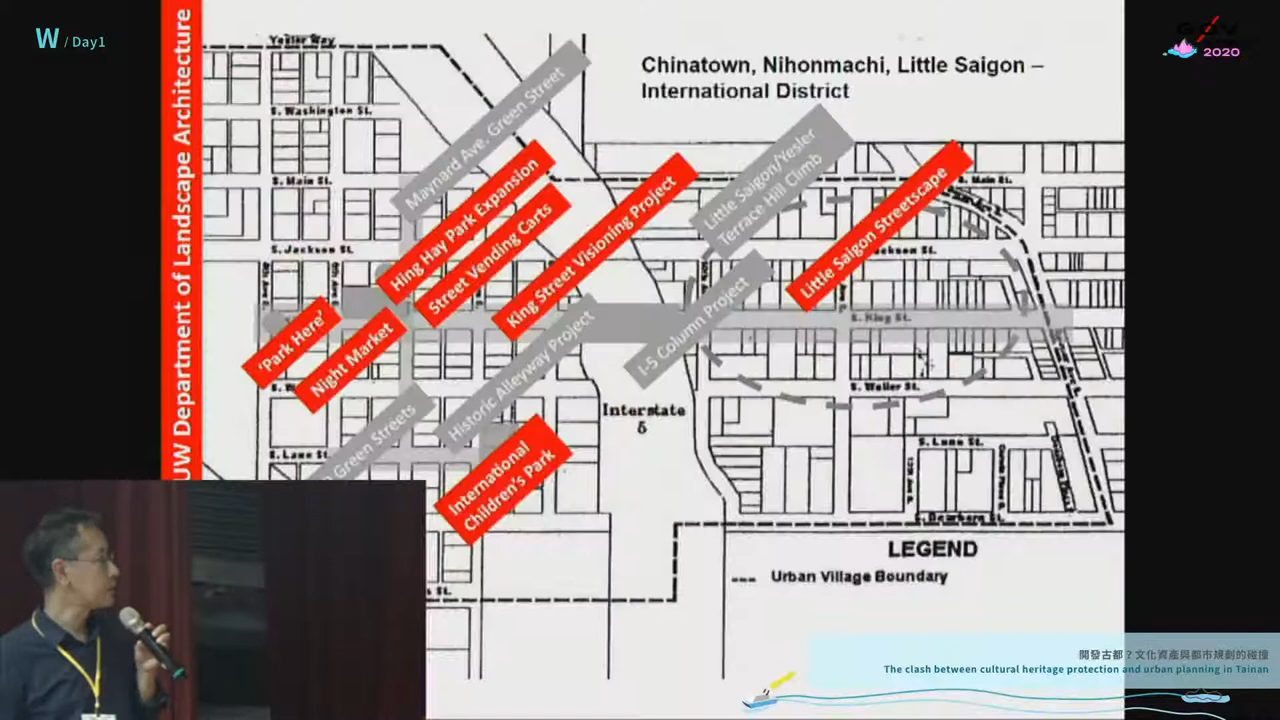 W / Day1
2020
UW Department of Landscape Architecture
Chinatown, Nihonmachi, Little Saigon –
International District
Yesler Way
S. Washington St.
S. Main St.
S. Main St.
S. Jackson St.
Maynard Ave. Green Street
Hing Hay Park Expansion
Street Vending Carts
King Street Visioning Project
Little Saigon/Yesler
Terrace Hill Climb
Little Saigon Streetscape
'Park Here'
Night Market
Historic Alleyway Project
I-5 Column Project
S. King St.
S. Weller St.
Green Streets
International
Children's Park
Interstate
5
S. Lane St.
S. Lane St.
S. Dearborn St.
LEGEND
Urban Village Boundary
開發古都？文化資產與都市規劃的碰撞
The clash between cultural heritage protection and urban planning in Tainan